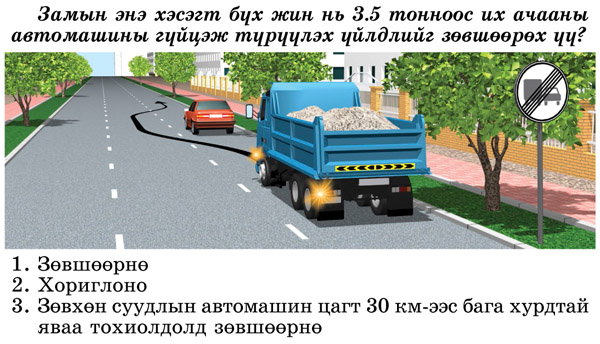 Замын энэ хэсэгт бүх жин нь 3.5 тонноос их ачааны
автомашины гүйцэж түрүүлэх үйлдлийг зөвшөөрөх үү?
1. Зөвшөөрнө
2. Хориглоно
3. Зөвхөн суудлын автомашин цагт 30 км-ээс бага хурдтай
яваа тохиолдолд зөвшөөрнө